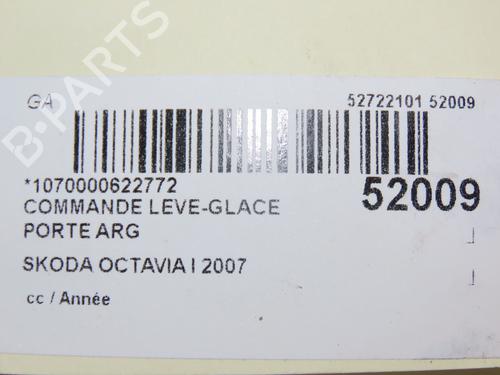 GA
52722101 52009
*1070000622772
52009
COMMANDE LEVE-GLACE
PORTE ARG
SKODA OCTAVIA I 2007
cc / Année
B-PARTS